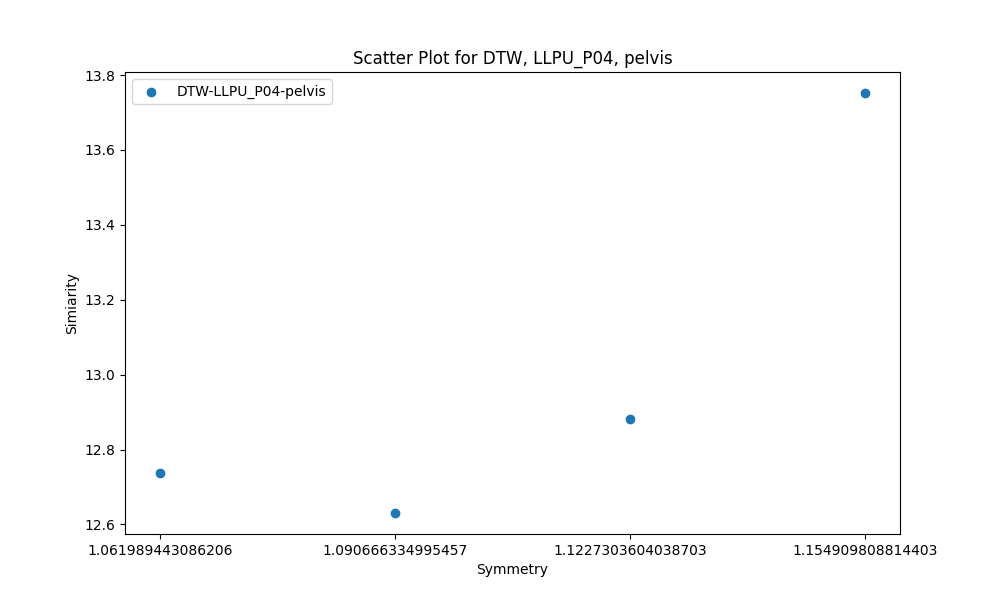 Scatter Plot for DTW, LLPU_P04, pelvis
DTW-LLPU_P04-pelvis
13.8
13.6
13.4
13.2
13.0
12.8
12.6
Simiarity
1.061989443086206
1.090666334995457
1.1227303604038703
1.154909808814403
Symmetry